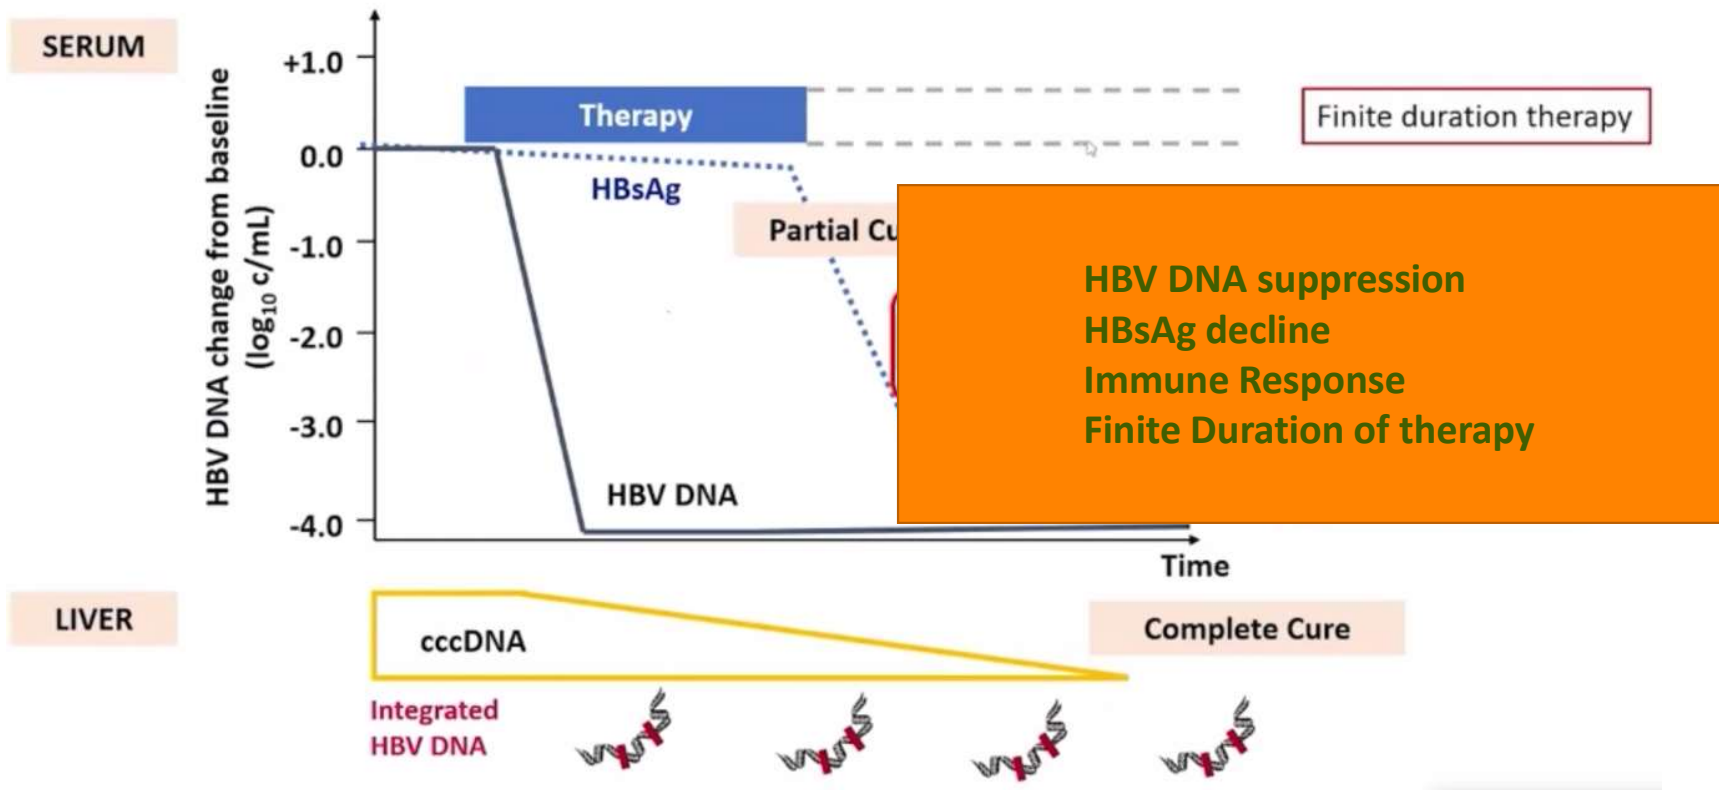 SERUM
HBV DNA change from baseline
(log10 c/mL)
+1.0
0.0
-1.0
-2.0
-3.0
-4.0
Therapy
Finite duration therapy
HBsAg
Partial Cu
HBV DNA suppression
HBsAg decline
Immune Response
Finite Duration of therapy
HBV DNA
Time
LIVER
cccDNA
Complete Cure
Integrated
HBV DNA